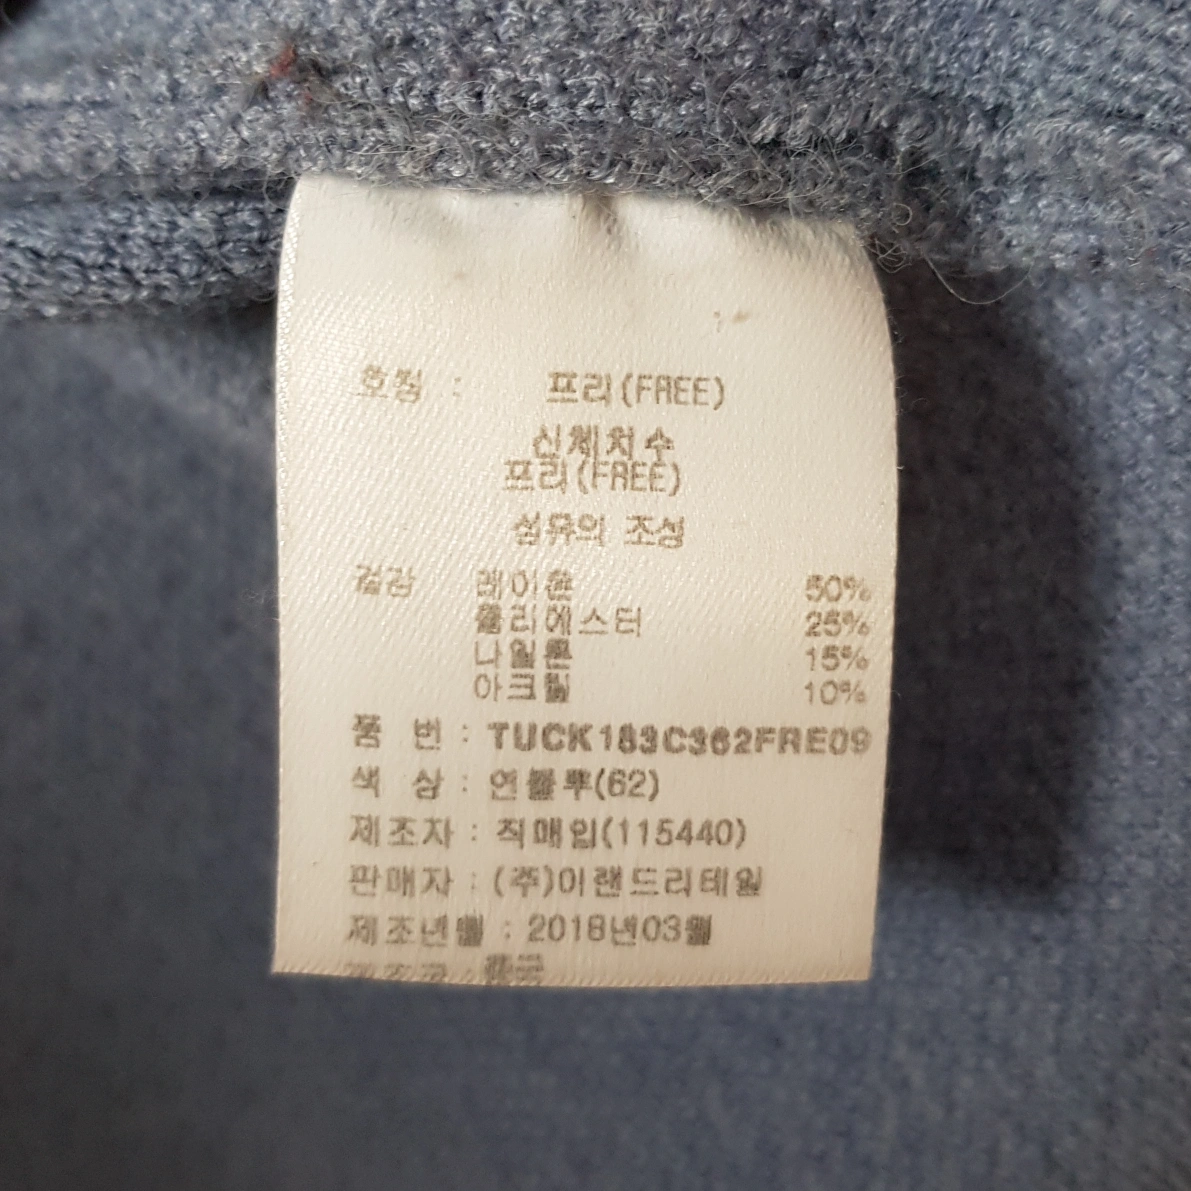 호칭 : 프리(FREE)
신체치수
프리(FREE)
섬유의 조성
겉감 레이온 50%
폴리에스터 25%
나일론 15%
아크릴 10%
품 번 : TUCK183C362FRE09
색 상 : 연블루(62)
제조자 : 직매입(115440)
판매자 : (주)이랜드리테일
제조년월 : 2018년03월
제조국 :